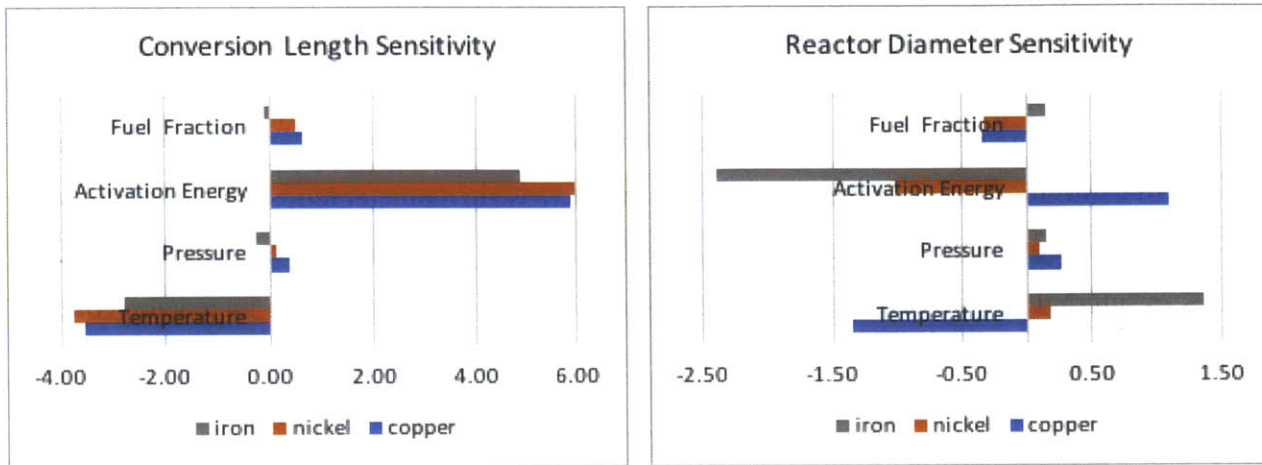 Conversion Length Sensitivity
Fuel Fraction
Activation Energy
Pressure
Temperature
-4.00 -2.00 0.00 2.00 4.00 6.00
iron nickel copper
Reactor Diameter Sensitivity
Fuel Fraction
Activation Energy
Pressure
Temperature
-2.50 -1.50 -0.50 0.50 1.50
iron nickel copper